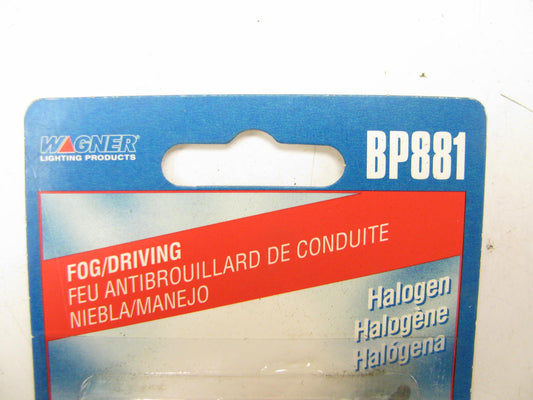 WAGNER
LIGHTING PRODUCTS
BP881
FOG/DRIVING
FEU ANTIBROUILLARD DE CONDUITE
NIEBLA/MANEJO
Halogen
Halogène
Halógena